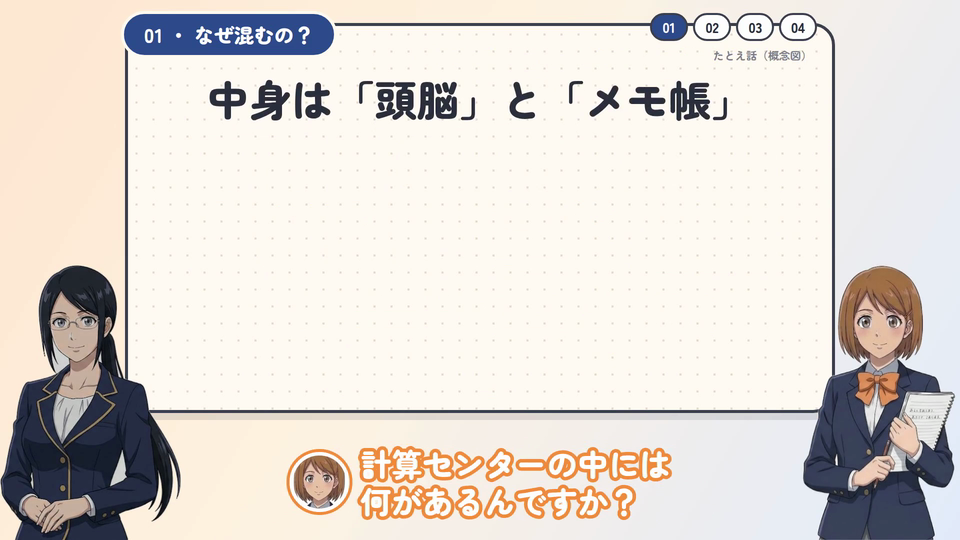 01 ・ なぜ混むの？
01 02 03 04
たとえ話（概念図）
中身は「頭脳」と「メモ帳」
計算センターの中には
何があるんですか？